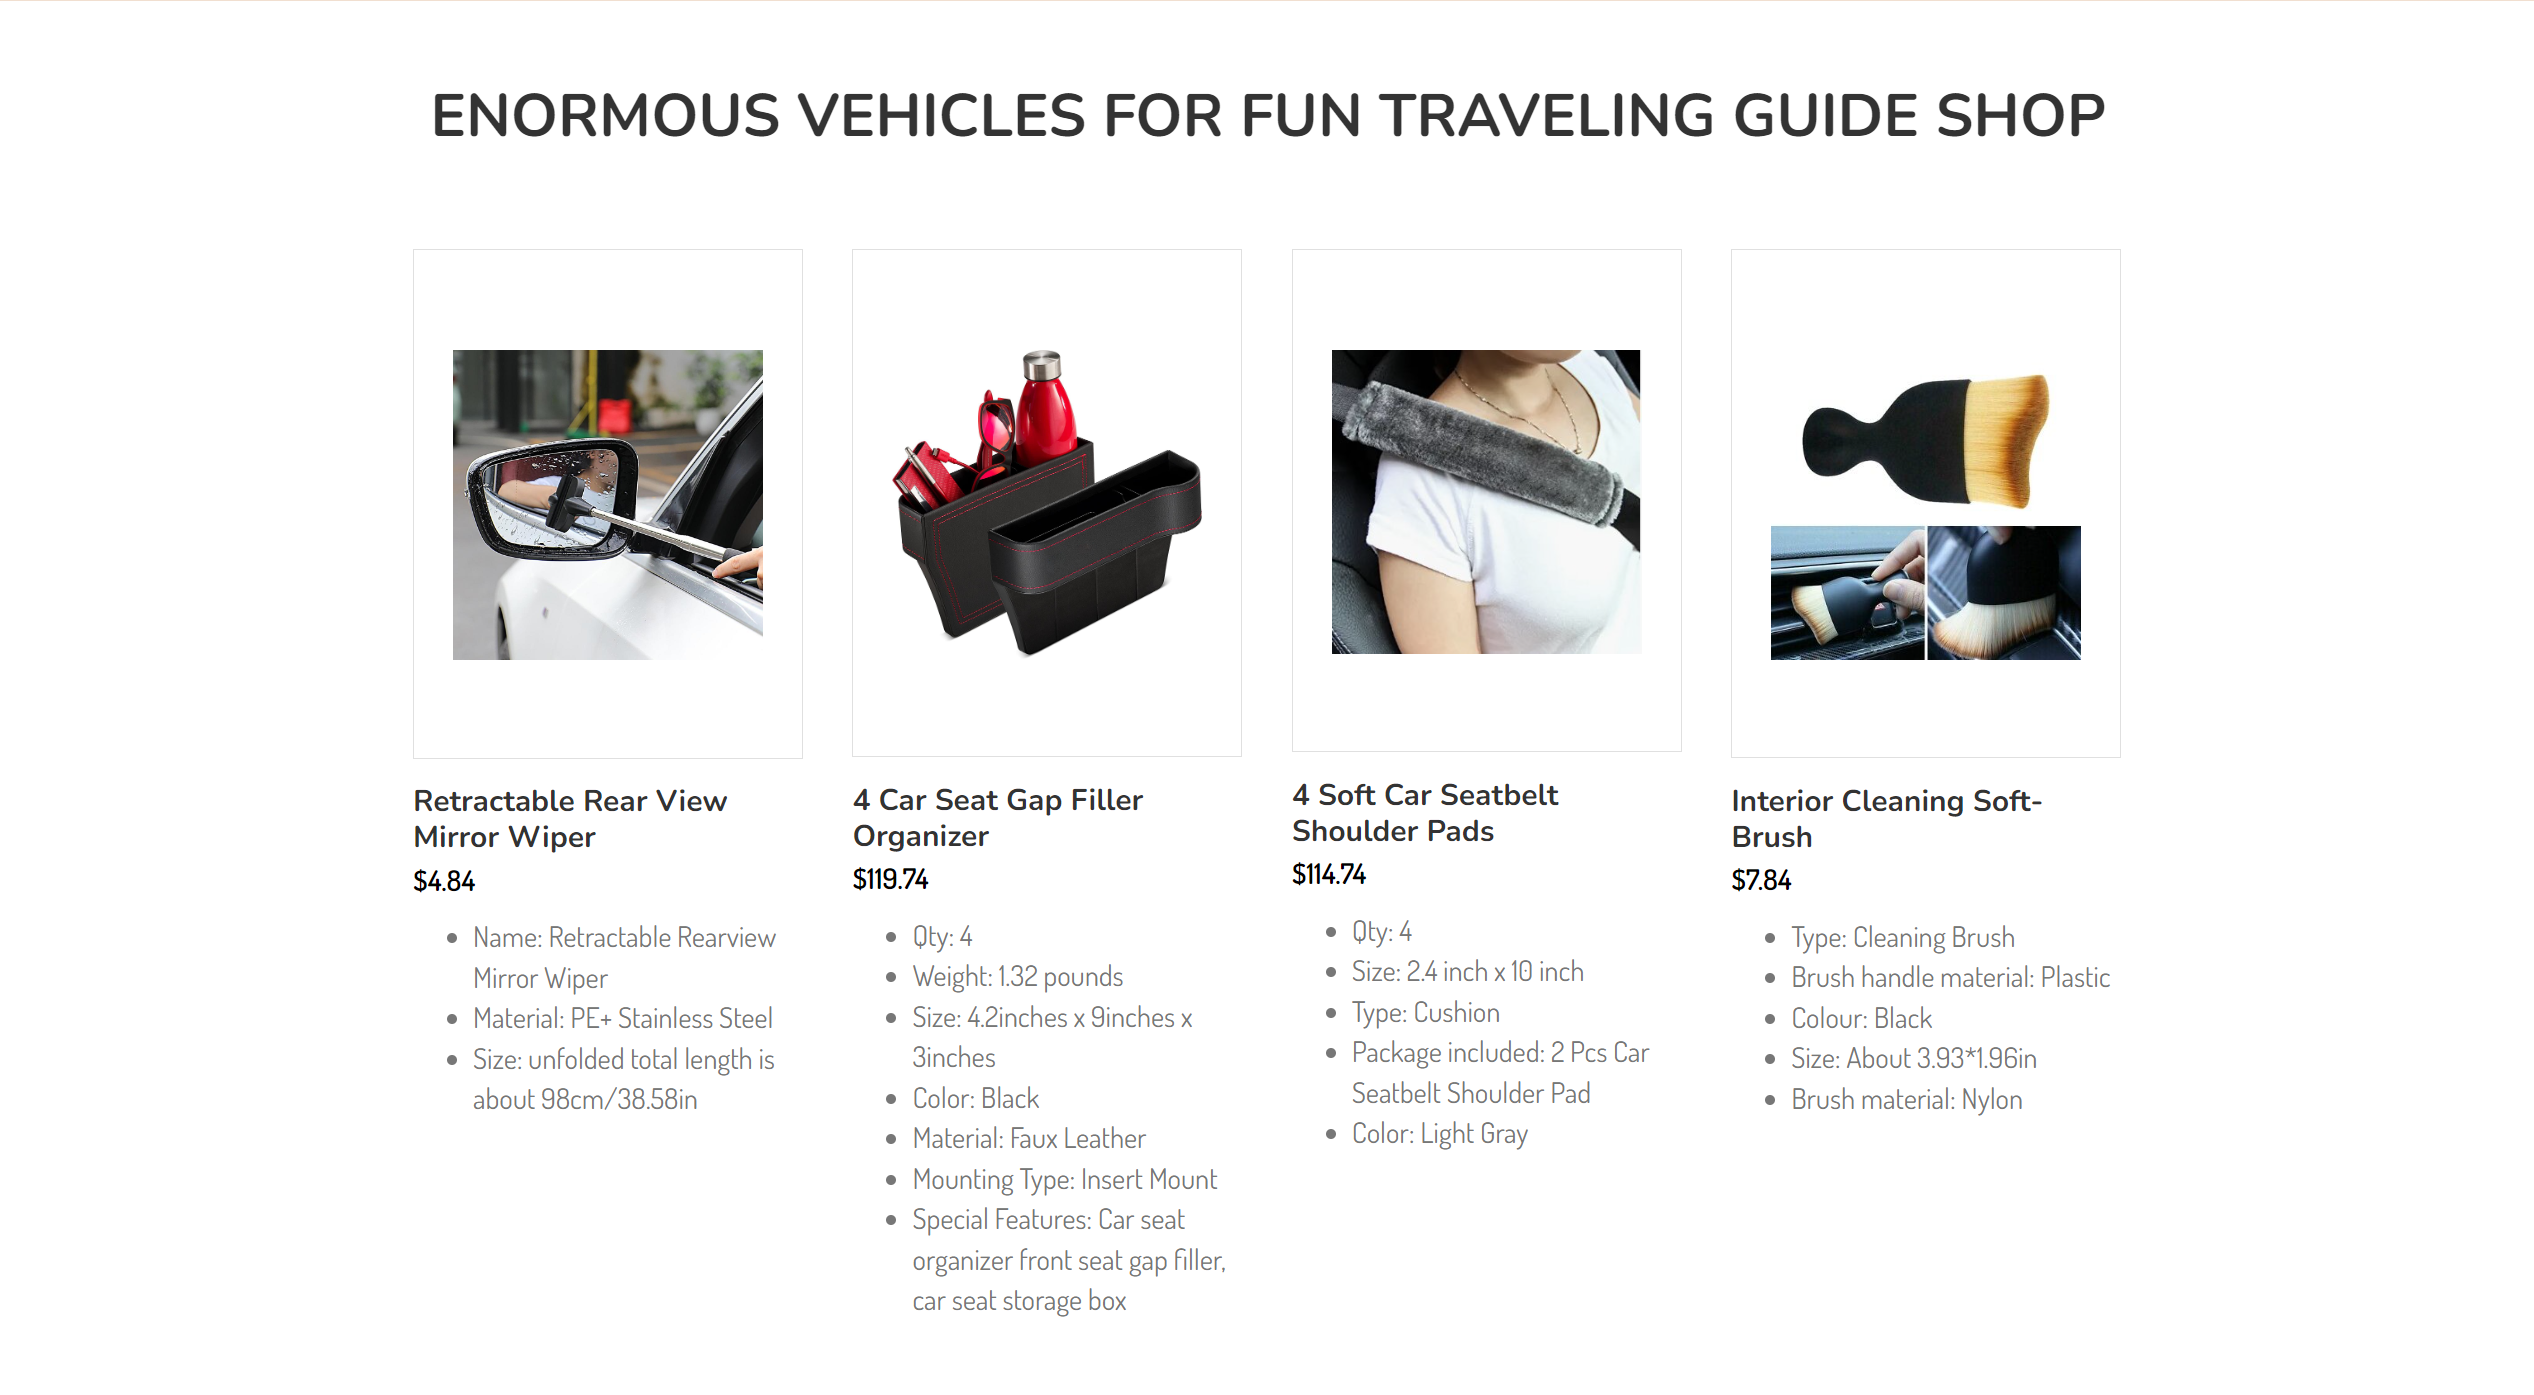 ENORMOUS VEHICLES FOR FUN TRAVELING GUIDE SHOP
Retractable Rear View
Mirror Wiper
$4.84
Name: Retractable Rearview
Mirror Wiper
Material: PE+ Stainless Steel
Size: unfolded total length is
about 98cm/38.58in
4 Car Seat Gap Filler
Organizer
$119.74
Qty: 4
Weight: 1.32 pounds
Size: 4.2inches x 9inches x
3inches
Color: Black
Material: Faux Leather
Mounting Type: Insert Mount
Special Features: Car seat
organizer front seat gap filler,
car seat storage box
4 Soft Car Seatbelt
Shoulder Pads
$114.74
Qty: 4
Size: 2.4 inch x 10 inch
Type: Cushion
Package included: 2 Pcs Car
Seatbelt Shoulder Pad
Color: Light Gray
Interior Cleaning Soft-
Brush
$7.84
Type: Cleaning Brush
Brush handle material: Plastic
Colour: Black
Size: About 3.93*1.96in
Brush material: Nylon